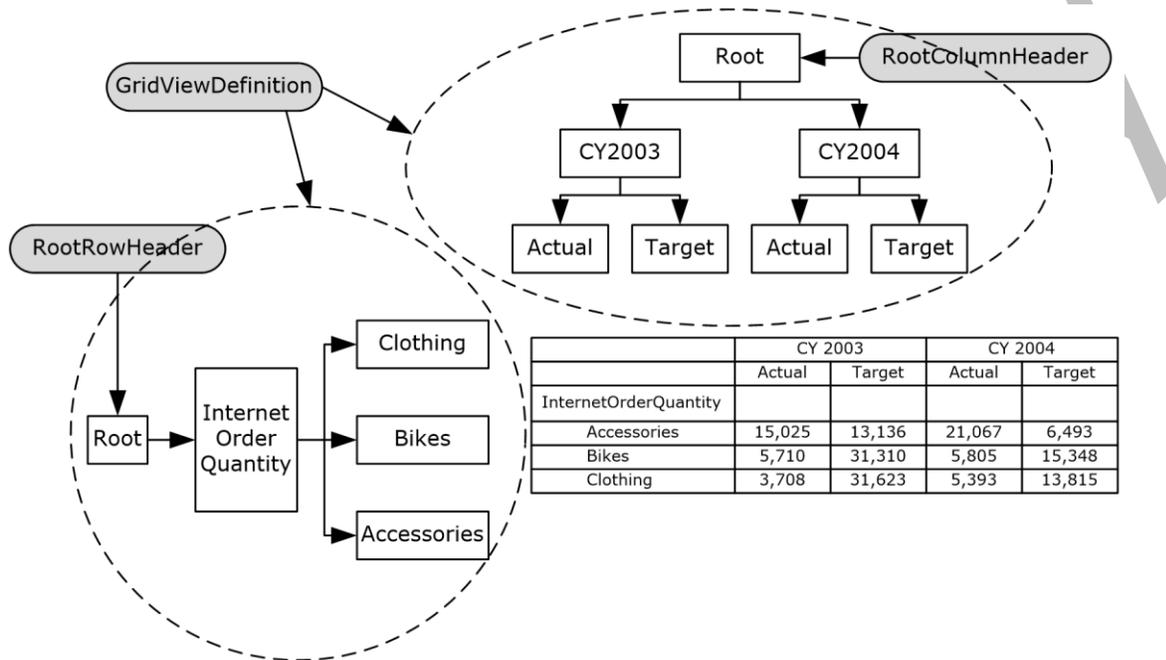 Root
RootColumnHeader
GridViewDefinition
CY2003
CY2004
Actual
Target
Actual
Target
RootRowHeader
Clothing
Root
Internet
Order
Quantity
Bikes
Accessories
CY 2003 CY 2004
Actual Target Actual Target
InternetOrderQuantity
Accessories 15,025 13,136 21,067 6,493
Bikes 5,710 31,310 5,805 15,348
Clothing 3,708 31,623 5,393 13,815